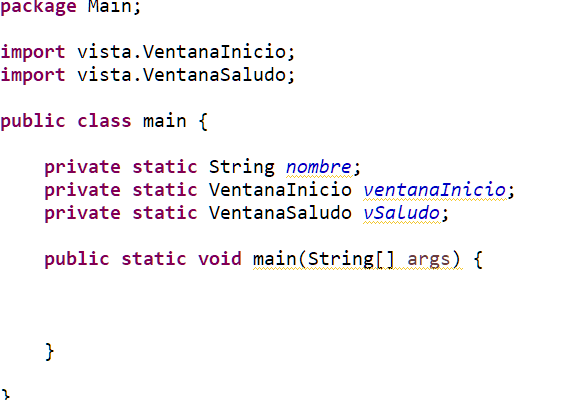 package Main;
import vista.VentanaInicio;
import vista.VentanaSaludo;
public class main {
private static String nombre;
private static VentanaInicio ventanaInicio;
private static VentanaSaludo vSaludo;
public static void main(String[] args) {
}
}